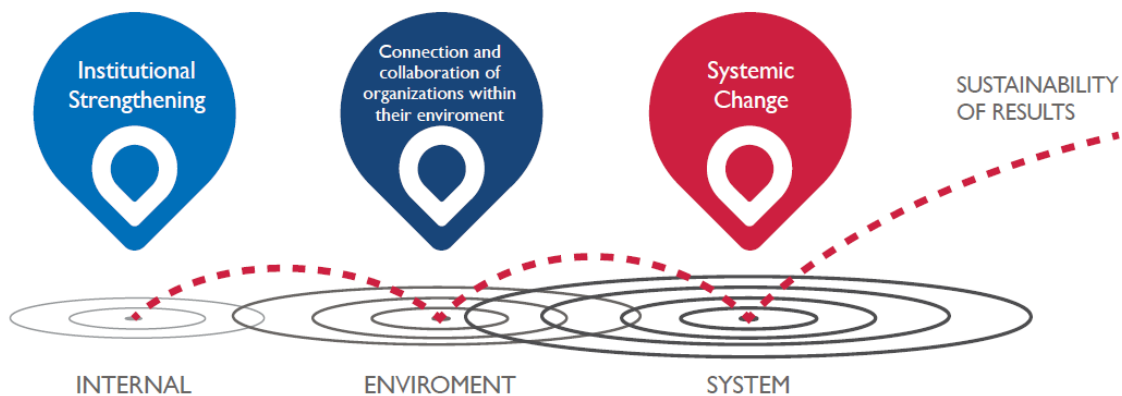 Institutional
Strengthening
Connection and
collaboration of
organizations within
their enviroment
Systemic
Change
SUSTAINABILITY
OF RESULTS
INTERNAL
ENVIROMENT
SYSTEM